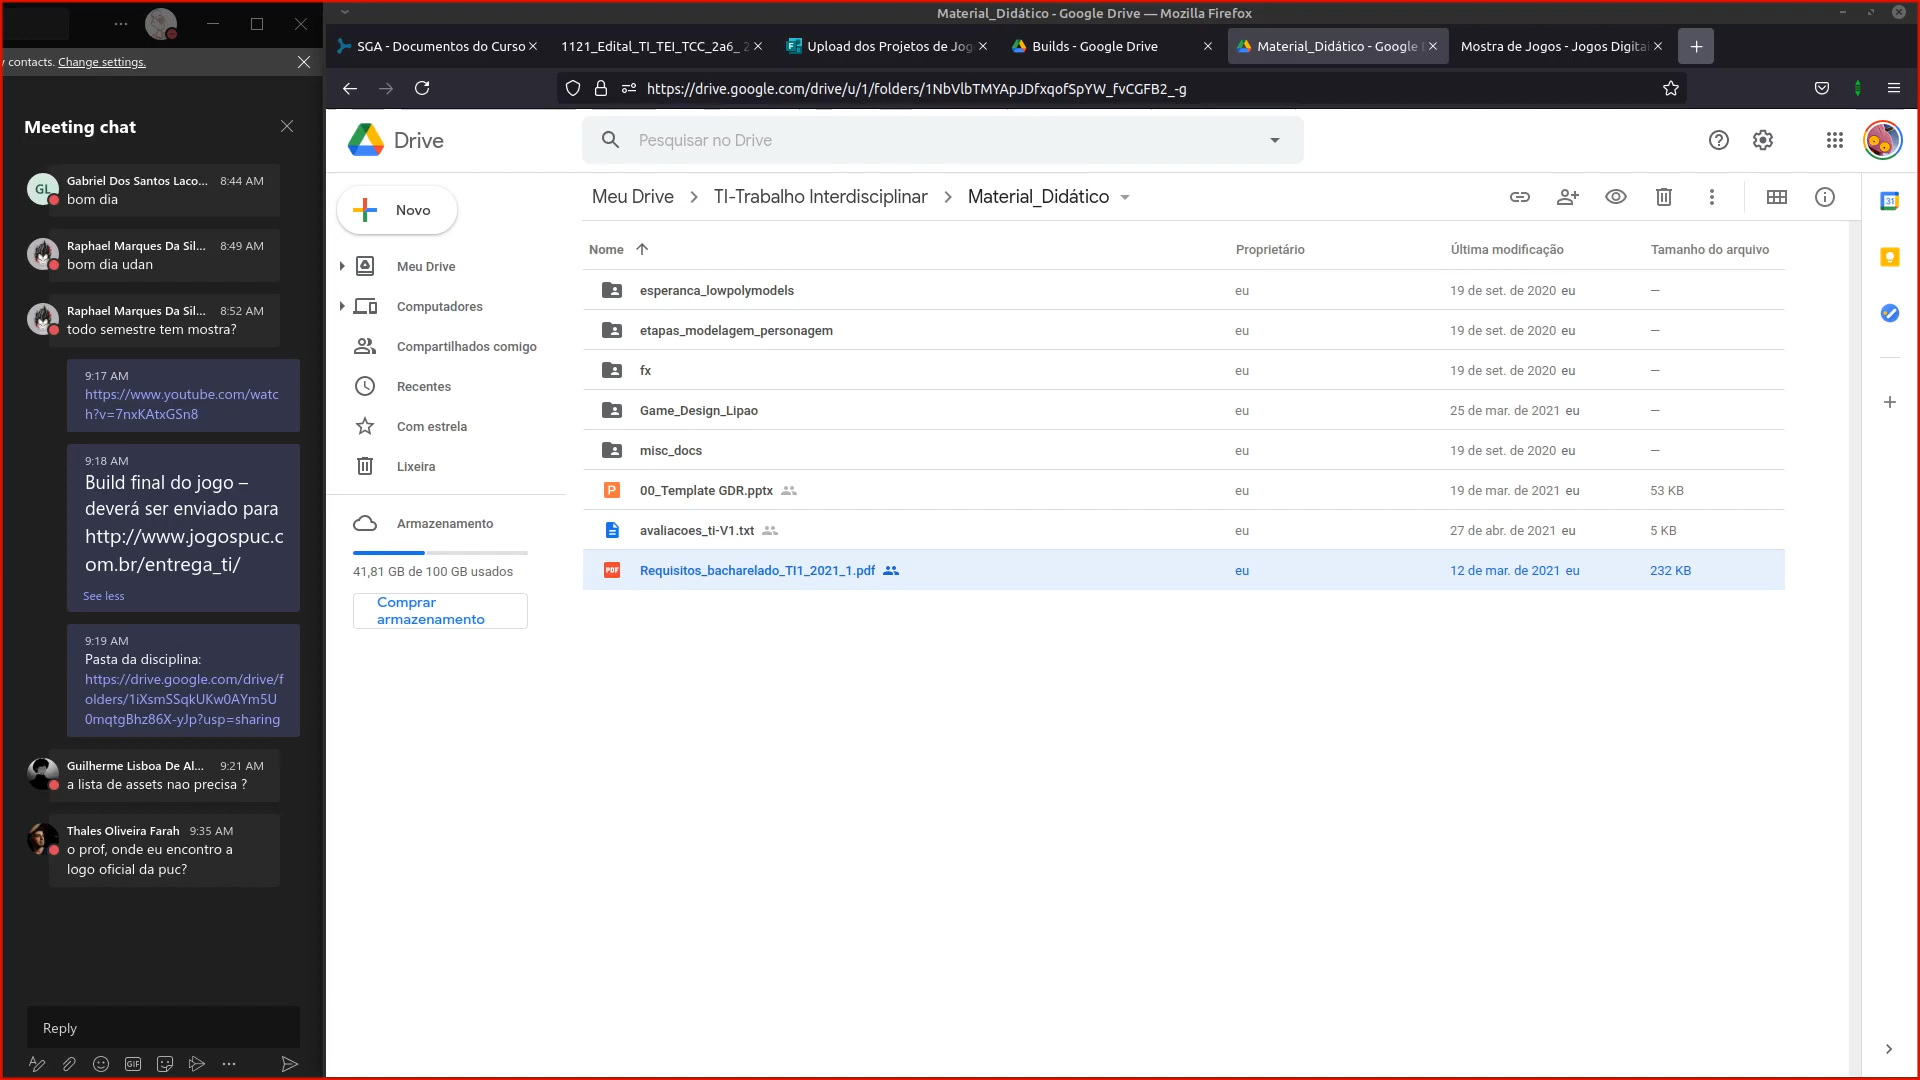 Material_Didático - Google Drive — Mozilla Firefox
SGA - Documentos do Curso
1121_Edital_TI_TEI_TCC_2a6_
Upload dos Projetos de Jog
Builds - Google Drive
Material_Didático - Google
Mostra de Jogos - Jogos Digitai
contacts. Change settings.
https://drive.google.com/drive/u/1/folders/1NbVlbTMYApJDfxqofSpYW_fvCGFB2_-g
Meeting chat
GL
Gabriel Dos Santos Laco... 8:44 AM
bom dia
Raphael Marques Da Sil... 8:49 AM
bom dia udan
Raphael Marques Da Sil... 8:52 AM
todo semestre tem mostra?
9:17 AM
https://www.youtube.com/watc
h?v=7nxKAtxGSn8
9:18 AM
Build final do jogo –
deverá ser enviado para
http://www.jogospuc.c
om.br/entrega_ti/
See less
9:19 AM
Pasta da disciplina:
https://drive.google.com/drive/f
olders/1iXsmSSqkUKw0AYm5U
0mqtgBhz86X-yJp?usp=sharing
Guilherme Lisboa De Al... 9:21 AM
a lista de assets nao precisa ?
Thales Oliveira Farah 9:35 AM
o prof, onde eu encontro a
logo oficial da puc?
Reply
GIF
Drive
Pesquisar no Drive
Novo
Meu Drive
Computadores
Compartilhados comigo
Recentes
Com estrela
Lixeira
Armazenamento
41,81 GB de 100 GB usados
Comprar
armazenamento
Meu Drive > TI-Trabalho Interdisciplinar > Material_Didático
Nome Proprietário Última modificação Tamanho do arquivo
esperanca_lowpolymodels eu 19 de set. de 2020 eu —
etapas_modelagem_personagem eu 19 de set. de 2020 eu —
fx eu 19 de set. de 2020 eu —
Game_Design_Lipao eu 25 de mar. de 2021 eu —
misc_docs eu 19 de set. de 2020 eu —
P 00_Template GDR.pptx eu 19 de mar. de 2021 eu 53 KB
avaliacoes_ti-V1.txt eu 27 de abr. de 2021 eu 5 KB
PDF Requisitos_bacharelado_TI1_2021_1.pdf eu 12 de mar. de 2021 eu 232 KB
31